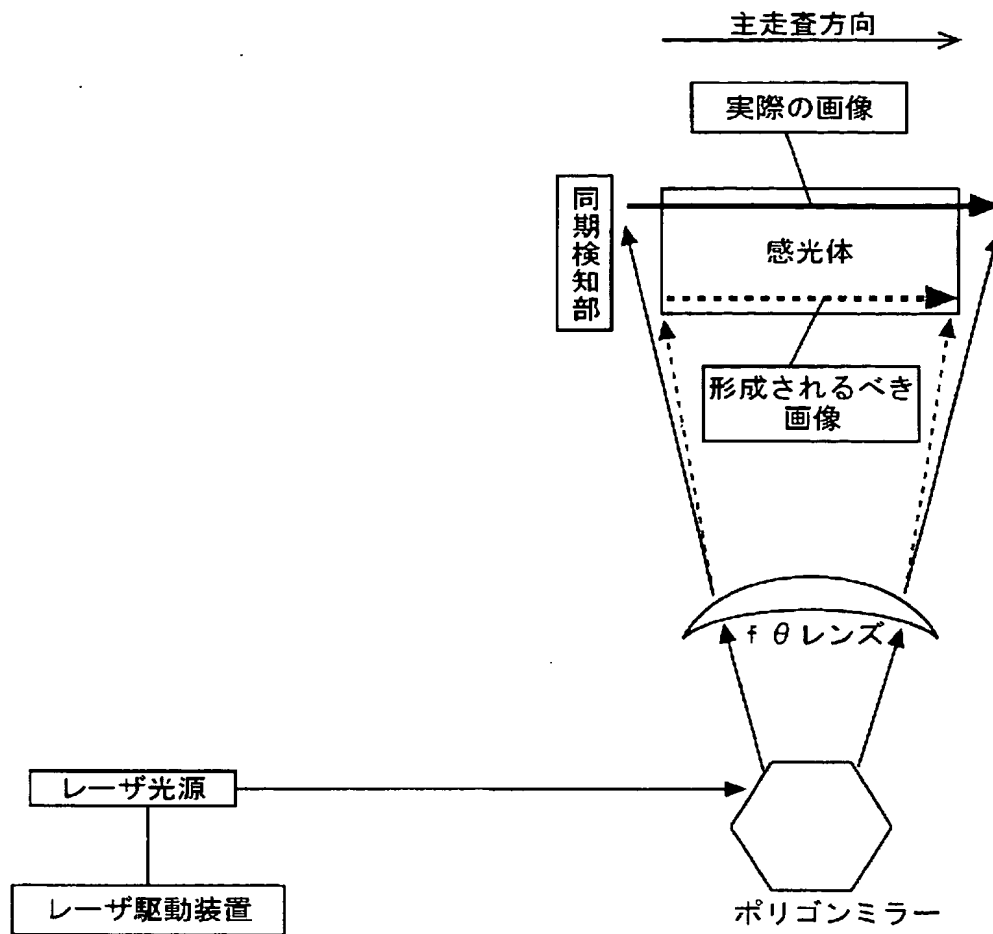 主走査方向
実際の画像
同期検知部
感光体
形成されるべき
画像
fθレンズ
レーザ光源
レーザ駆動装置
ポリゴンミラー